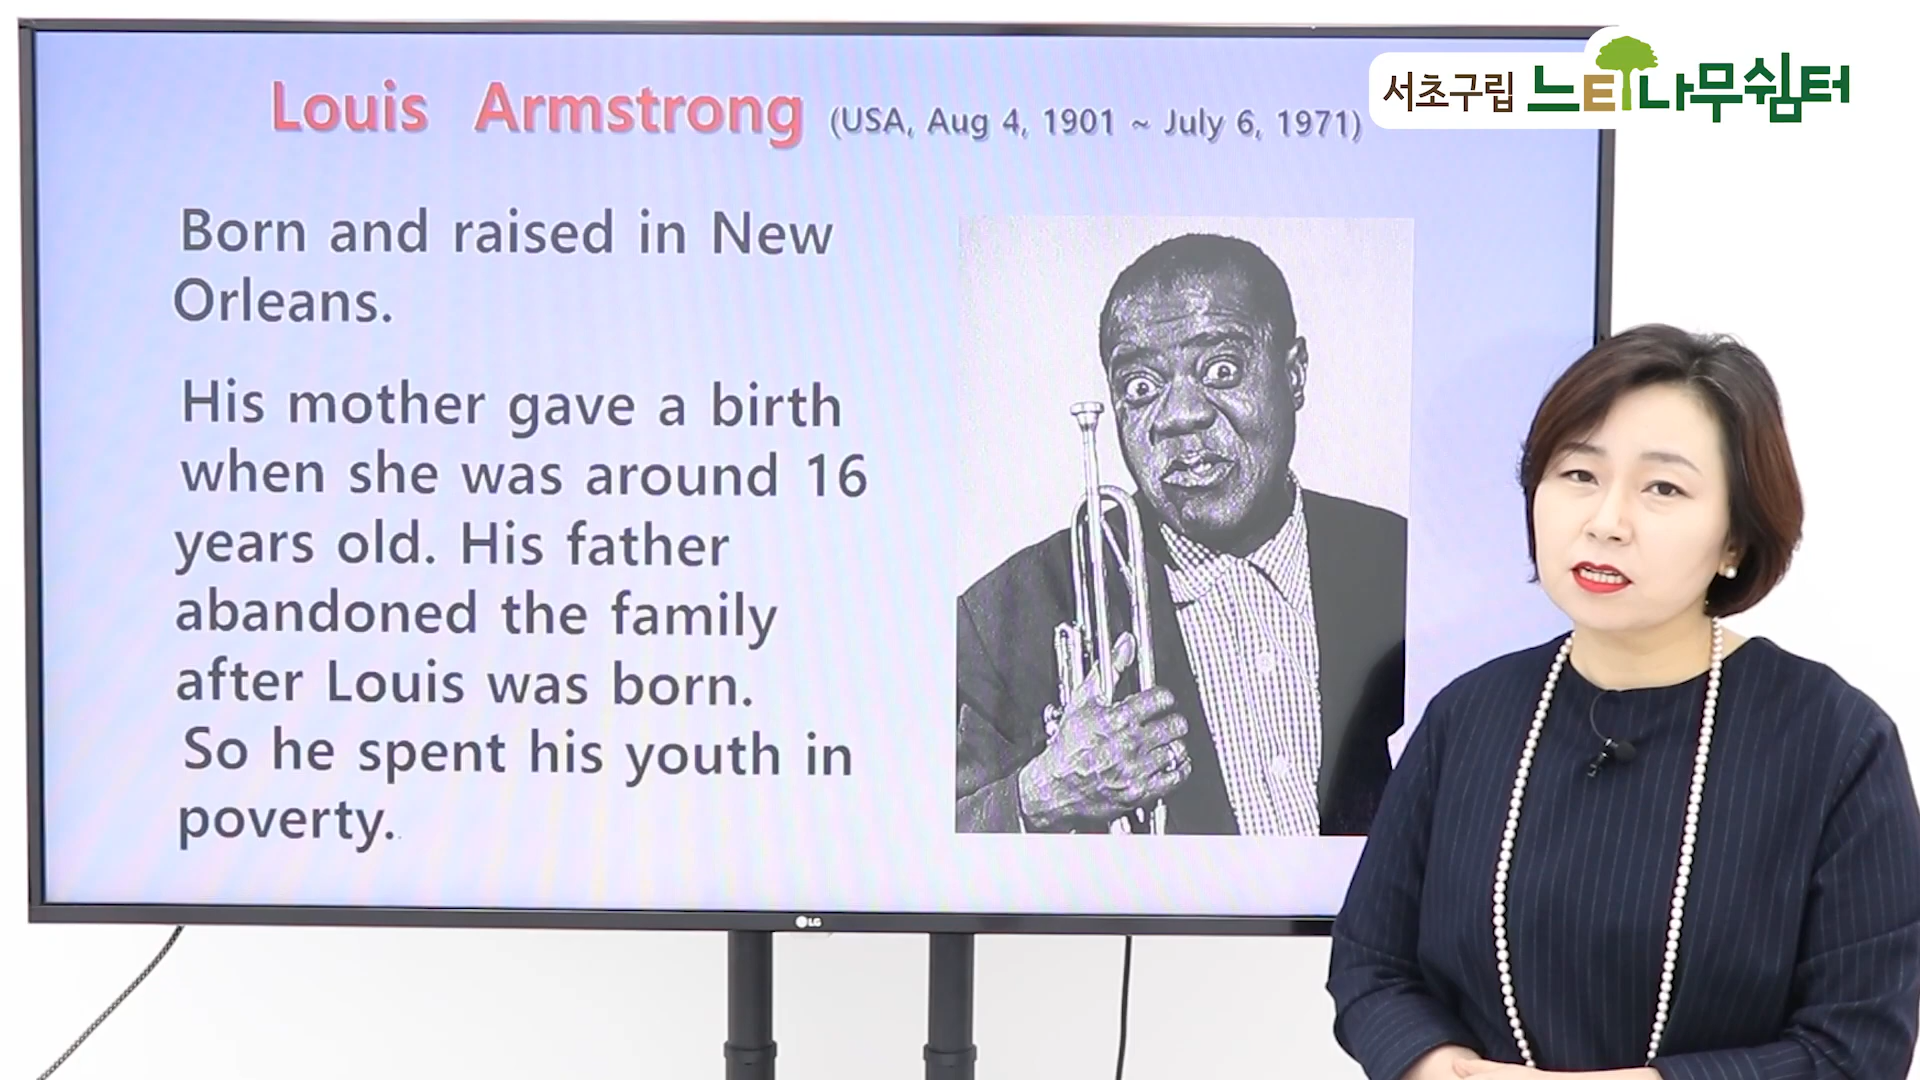 Louis Armstrong (USA, Aug 4, 1901 ~ July 6, 1971)
서초구립 느티나무쉼터
Born and raised in New
Orleans.
His mother gave a birth
when she was around 16
years old. His father
abandoned the family
after Louis was born.
So he spent his youth in
poverty.
LG